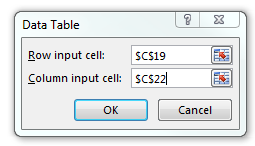 Data Table
Row input cell: $C$19
Column input cell: $C$22
OK Cancel